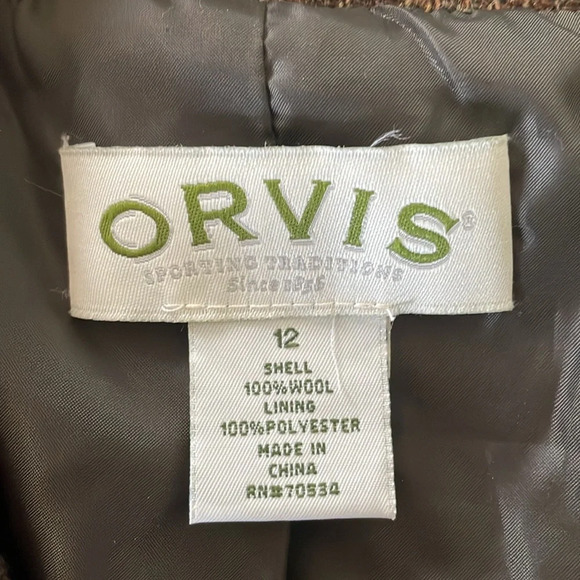 ORVIS®
SPORTING TRADITIONS
Since 1856
12
SHELL
100%WOOL
LINING
100%POLYESTER
MADE IN
CHINA
RN#70534